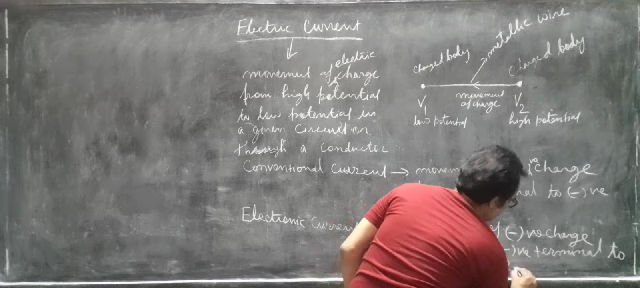 Electric Current
electric
movement of charge
from high potential
to low potential in
a given circuit or
through a conductor
Conventional current → movem
charge
to (-) ve
Electronic Current
of (-) ve charge
(-) ve terminal to
metallic wire
charged body
charged body
movement
of charge
V1
V2
low potential
high potential